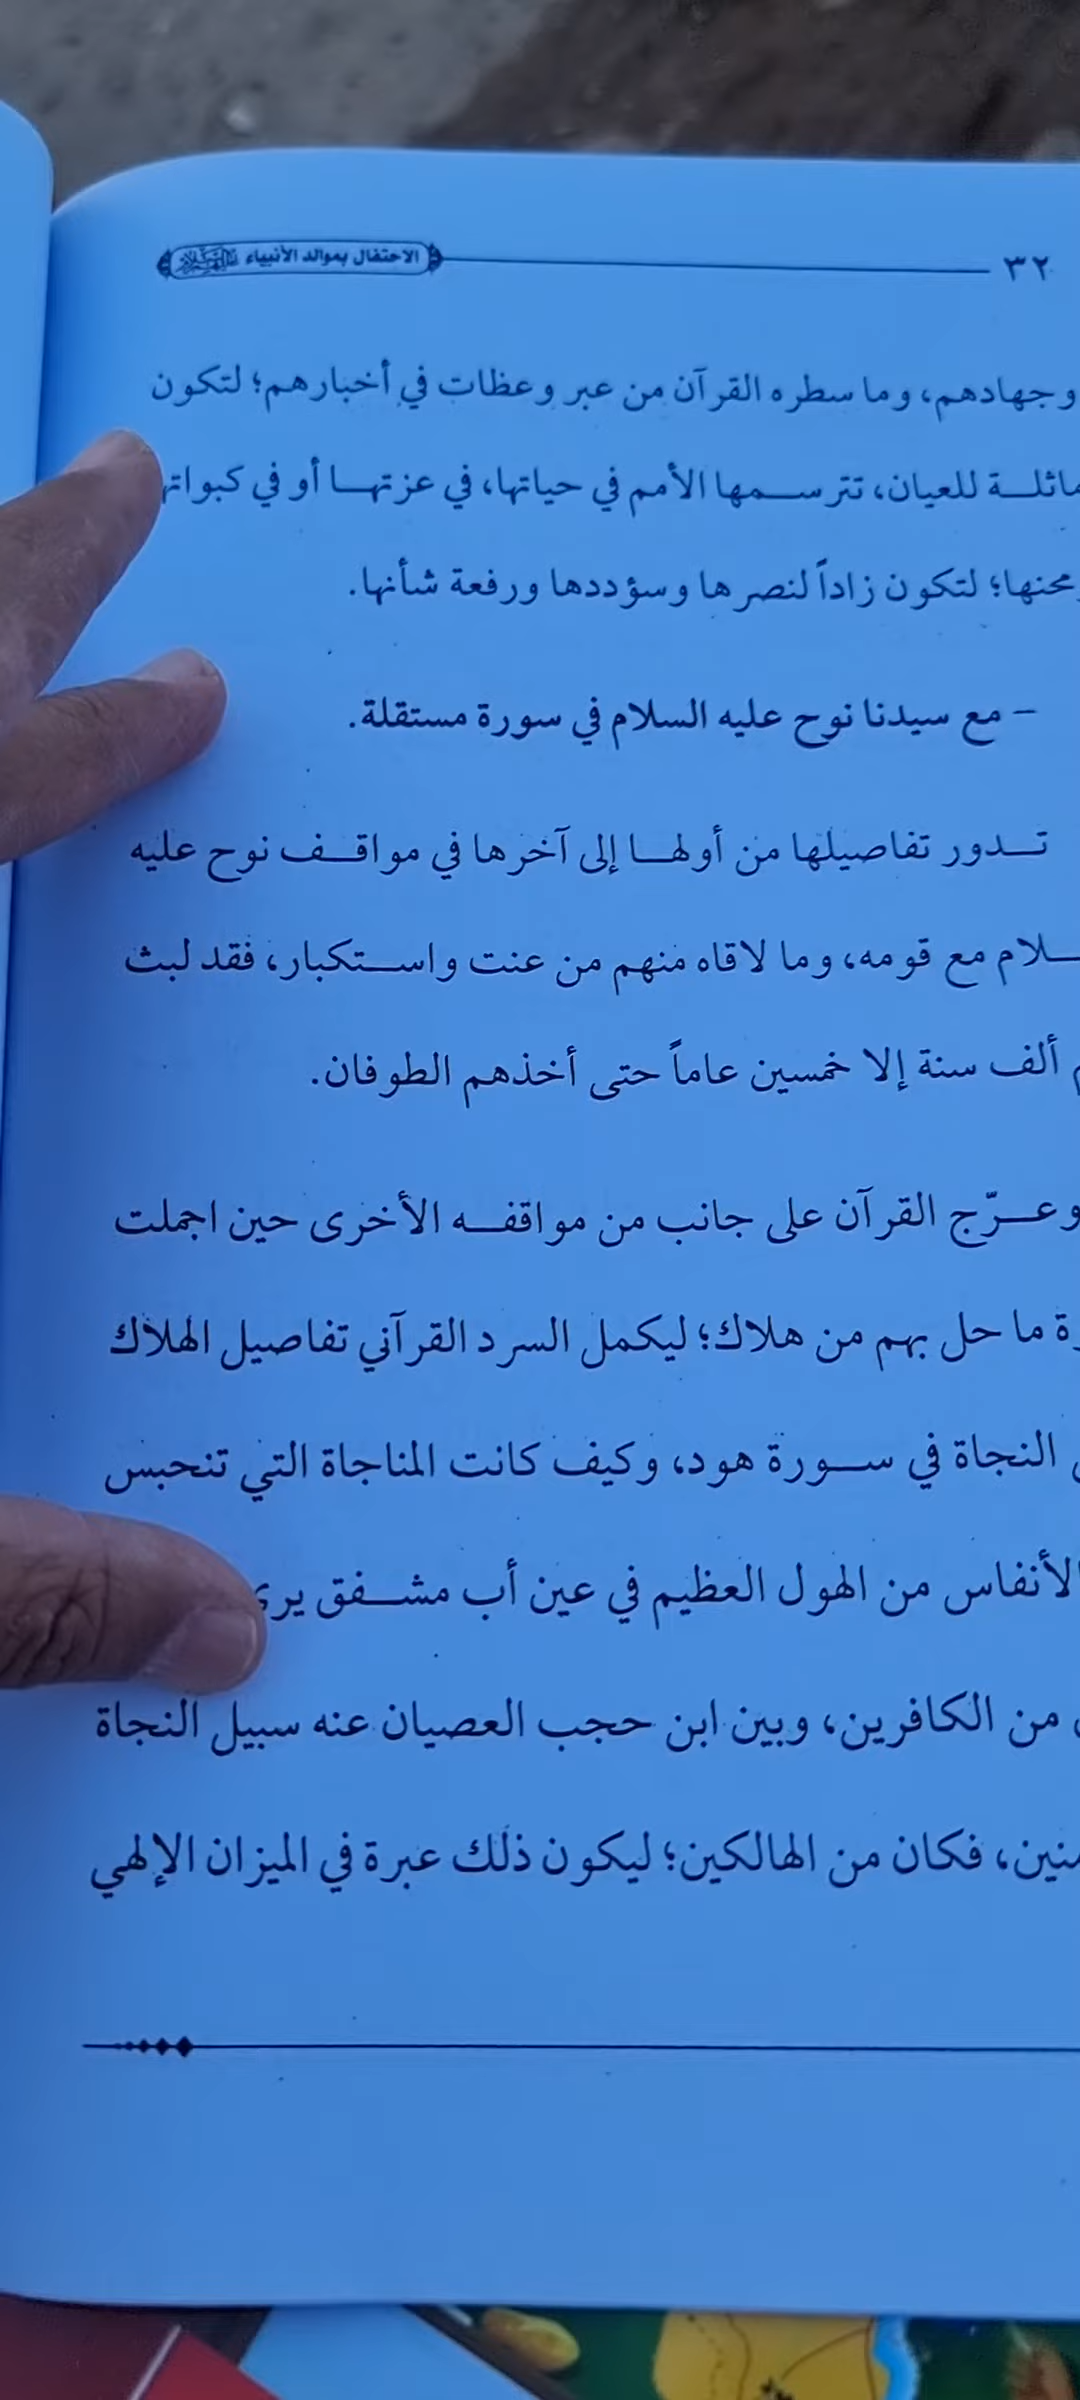 ٣٢
الاحتفال بموالد الأنبياء
وجهادهم، وما سطره القرآن من عبر وعظات في أخبارهم؛ لتكون
للعيان، تترسمها الأمم في حياتها، في عزتها أو في
محنها؛ لتكون زاداً لنصرها وسؤددها ورفعة شأنها.
– مع سيدنا نوح عليه السلام في سورة مستقلة.
تدور تفاصيلها من أولها إلى آخرها في مواقف نوح عليه
مع قومه، وما لاقاه منهم من عنت واستكبار، فقد لبث
ألف سنة إلا خمسين عاماً حتى أخذهم الطوفان.
وعرّج القرآن على جانب من مواقفه الأخرى حين اجملت
ما حل بهم من هلاك؛ ليكمل السرد القرآني تفاصيل الهلاك
النجاة في سورة هود، وكيف كانت المناجاة التي تنحبس
الأنفاس من الهول العظيم في عين أب مشفق يرى
من الكافرين، وبين ابن حجب العصيان عنه سبيل النجاة
فكان من الهالكين؛ ليكون ذلك عبرة في الميزان الإلهي